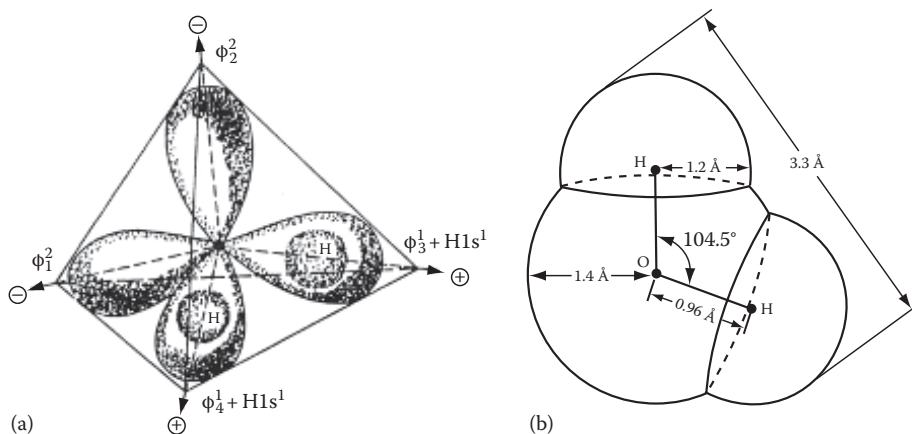 ⊖
ϕ₂²
ϕ₁²
⊖
H
ϕ₃¹ + H1s¹
⊕
H
ϕ₄¹ + H1s¹
⊕
(a)
H
1.2 Å
3.3 Å
104.5°
O
1.4 Å
0.96 Å
H
(b)